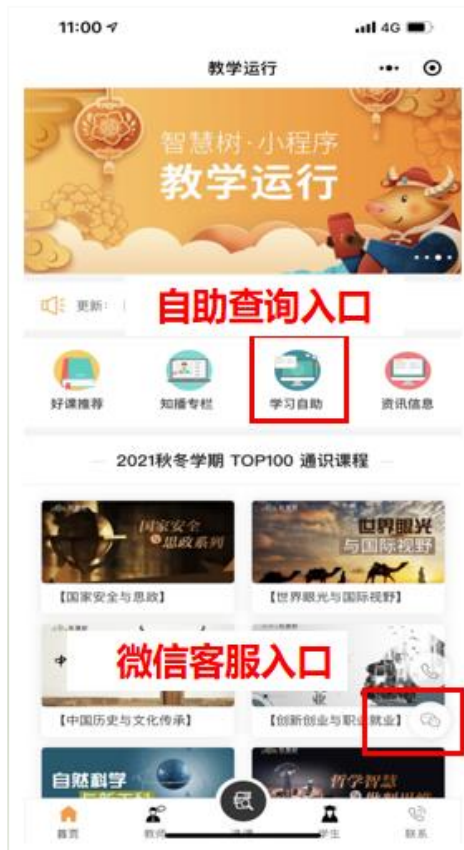 11:00
4G
教学运行
智慧树·小程序
教学运行
更新:
自助查询入口
好课推荐
知播专栏
学习自助
资讯信息
2021秋冬学期 TOP100 通识课程
国家安全
与思政系列
世界眼光
与国际视野
【国家安全与思政】
【世界眼光与国际视野】
中
微信客服入口
业
【中国历史与文化传承】
【创新创业与职业就业】
自然科学
哲学智慧
首页
教师
学生
联系